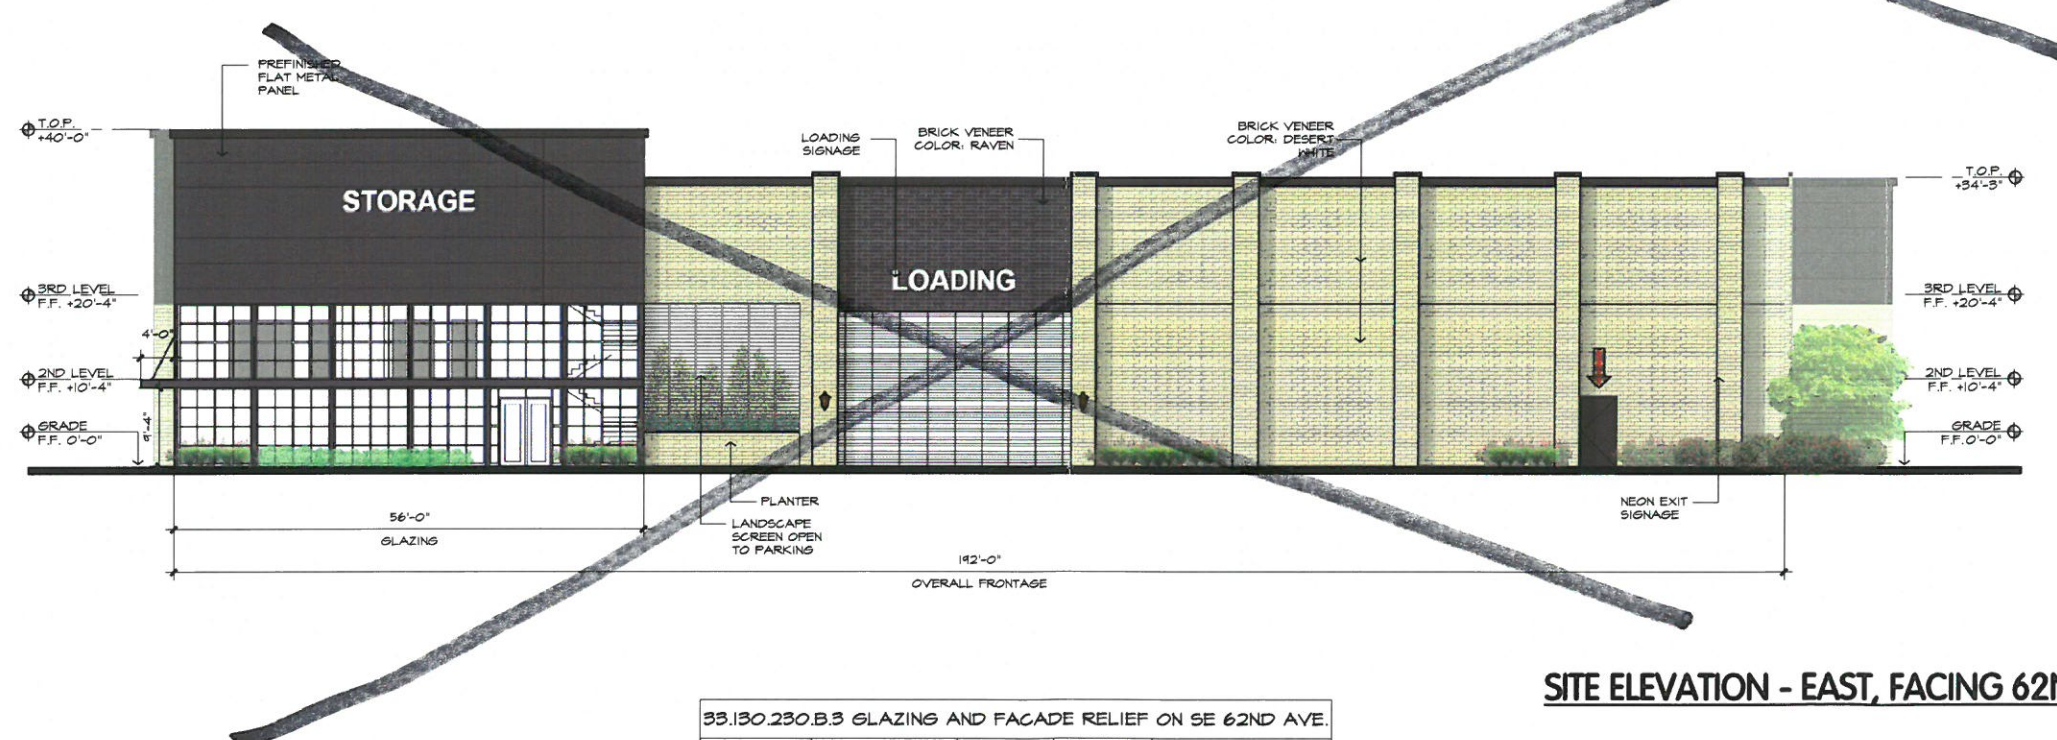 PREFINISHED
FLAT METAL
PANEL
T.O.P.
+40'-0"
STORAGE
LOADING
SIGNAGE
BRICK VENEER
COLOR: RAVEN
BRICK VENEER
COLOR: DESERT
WHITE
T.O.P.
+34'-3"
LOADING
3RD LEVEL
F.F. +20'-4"
3RD LEVEL
F.F. +20'-4"
4'-0"
2ND LEVEL
F.F. +10'-4"
2ND LEVEL
F.F. +10'-4"
9'-4"
GRADE
F.F. 0'-0"
GRADE
F.F. 0'-0"
PLANTER
LANDSCAPE
SCREEN OPEN
TO PARKING
NEON EXIT
SIGNAGE
56'-0"
GLAZING
192'-0"
OVERALL FRONTAGE
SITE ELEVATION - EAST, FACING 62N
33.130.230.B.3 GLAZING AND FACADE RELIEF ON SE 62ND AVE.